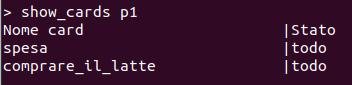 > show_cards p1
Nome card |Stato
spesa |todo
comprare_il_latte |todo